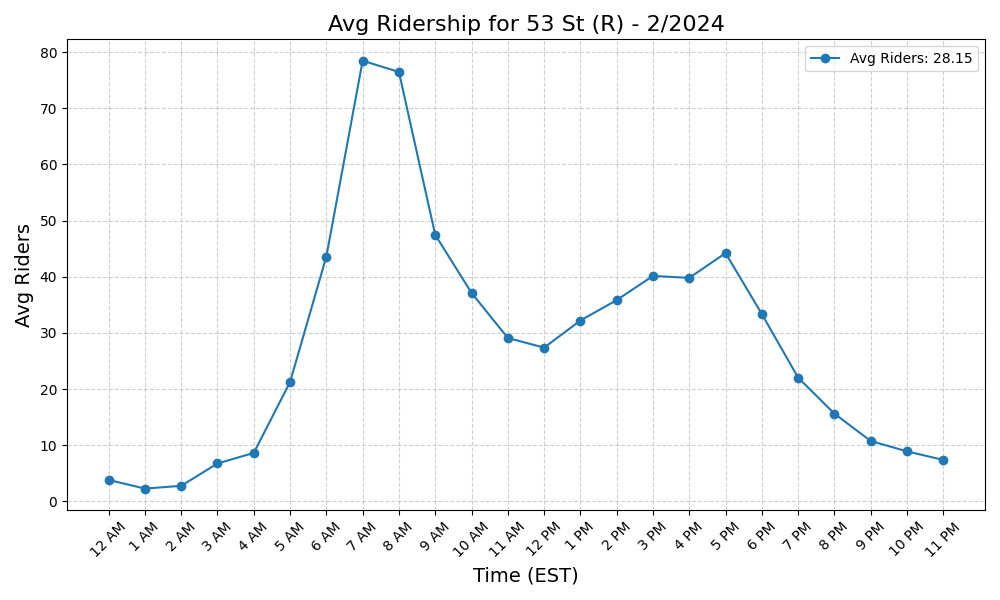 Avg Ridership for 53 St (R) - 2/2024
Avg Riders: 28.15
Avg Riders
80
70
60
50
40
30
20
10
0
12 AM
1 AM
2 AM
3 AM
4 AM
5 AM
6 AM
7 AM
8 AM
9 AM
10 AM
11 AM
12 PM
1 PM
2 PM
3 PM
4 PM
5 PM
6 PM
7 PM
8 PM
9 PM
10 PM
11 PM
Time (EST)